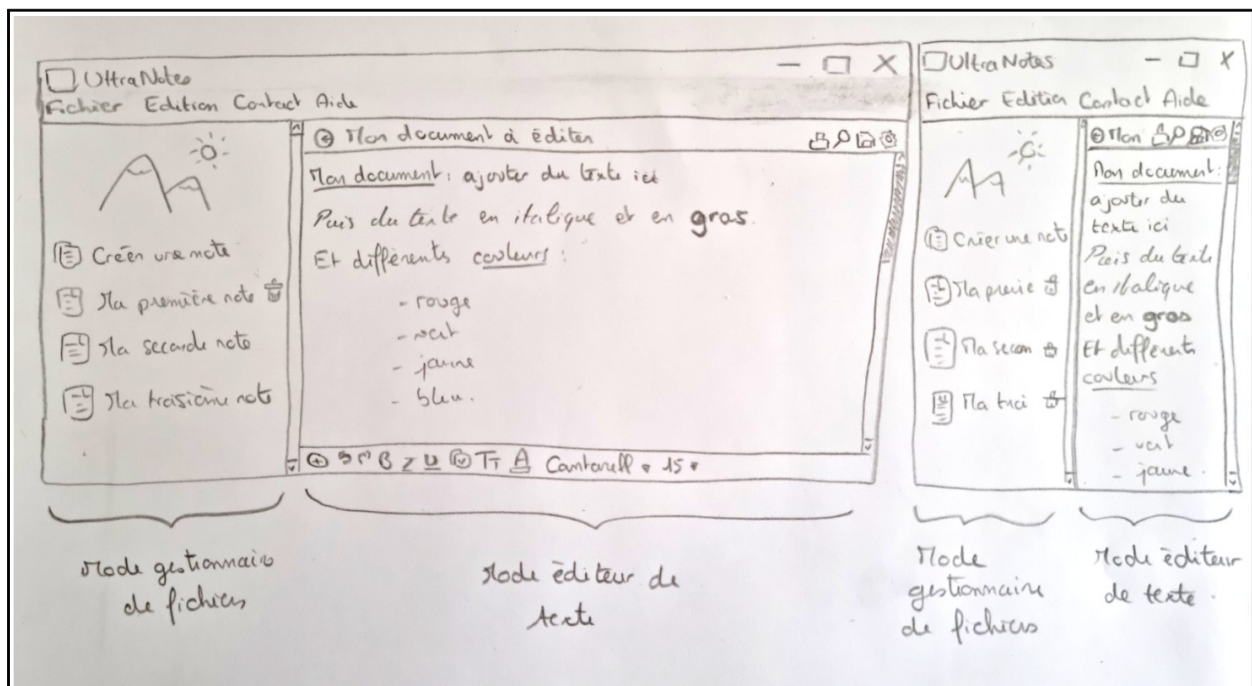 UltraNotes
Fichier Edition Contact Aide
Créer une note
Ma première note
Ma seconde note
Ma troisième note
Mon document à éditer
Mon document : ajouter du texte ici
Puis du texte en italique et en gras.
Et différents couleurs :
- rouge
- vert
- jaune
- bleu.
B I U TT A Cantarell 15
Mode gestionnaire
de fichiers
Mode éditeur de
texte
UltraNotes
Fichier Edition Contact Aide
Créer une note
Ma premie
Ma secon
Ma troi
Mon
Mon document :
ajouter du
texte ici
Puis du texte
en italique
et en gras
Et différents
couleurs
- rouge
- vert
- jaune.
Mode
gestionnaire
de fichiers
Mode éditeur
de texte.